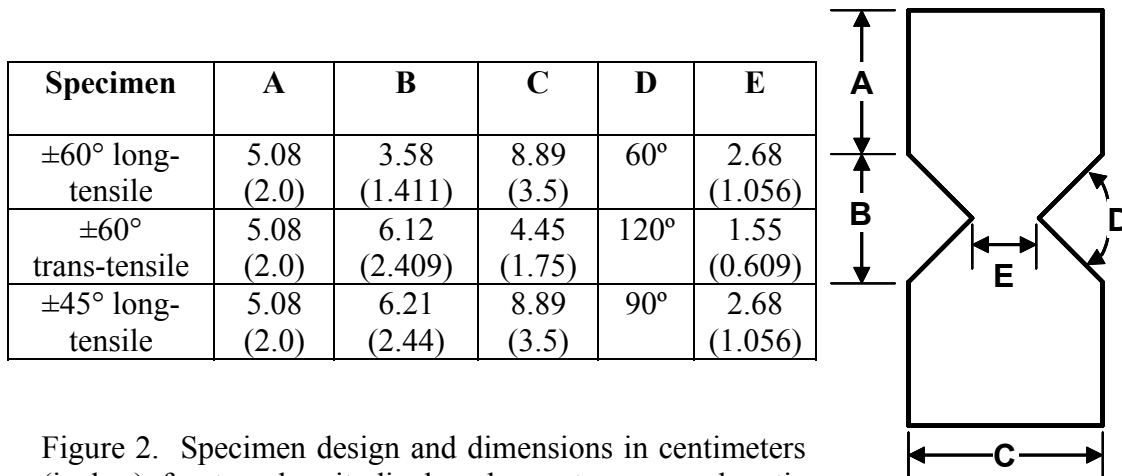 Specimen A B C D E
±60° long- 5.08 3.58 8.89 60º 2.68
tensile (2.0) (1.411) (3.5) (1.056)
±60° 5.08 6.12 4.45 120º 1.55
trans-tensile (2.0) (2.409) (1.75) (0.609)
±45° long- 5.08 6.21 8.89 90º 2.68
tensile (2.0) (2.44) (3.5) (1.056)
A
B
D
E
C
Figure 2. Specimen design and dimensions in centimeters